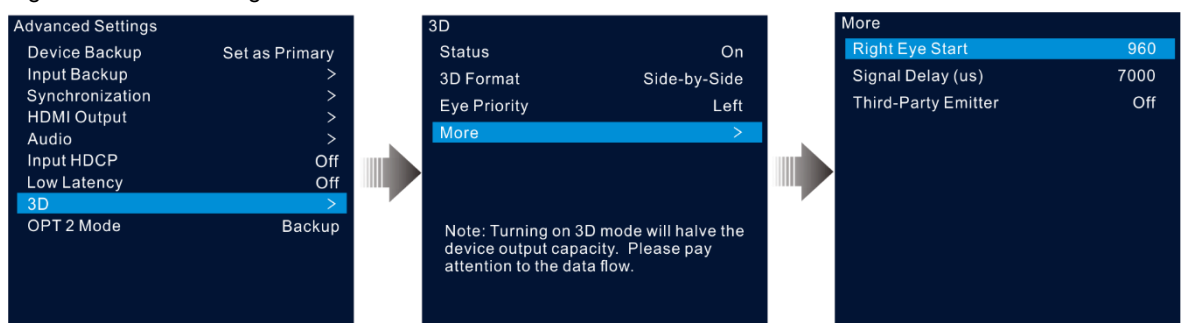 Advanced Settings
Device Backup Set as Primary
Input Backup >
Synchronization >
HDMI Output >
Audio >
Input HDCP Off
Low Latency Off
3D >
OPT 2 Mode Backup
3D
Status On
3D Format Side-by-Side
Eye Priority Left
More >
Note: Turning on 3D mode will halve the
device output capacity. Please pay
attention to the data flow.
More
Right Eye Start 960
Signal Delay (us) 7000
Third-Party Emitter Off